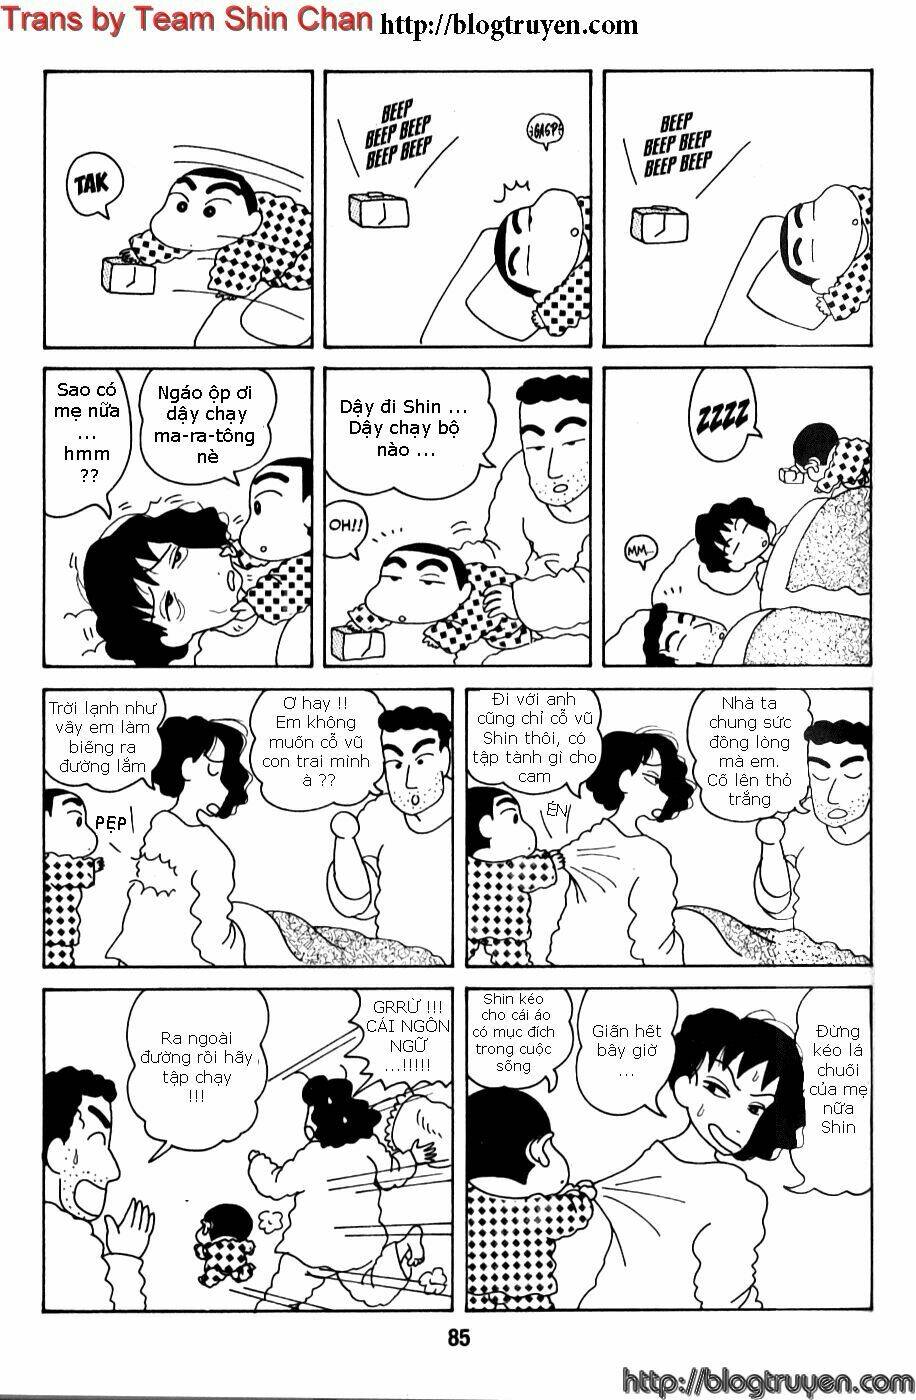 Trans by Team Shin Chan http://blogtruyen.com
BEEP
BEEP BEEP
BEEP BEEP
BEEP
BEEP BEEP
BEEP BEEP
¡GASP!
TAK
ZZZZ
MM...
Dậy đi Shin ...
Dậy chạy bộ
nào ...
OH!!
Ngáo ộp ơi
dậy chạy
ma-ra-tông
nè
Sao có
mẹ nữa
...
hmm
??
Nhà ta
chung sức
đồng lòng
mà em.
Cố lên thỏ
trắng
Đi với anh
cũng chỉ cỗ vũ
Shin thôi, có
tập tành gì cho
cam
ÉN
Ơ hay !!
Em không
muốn cỗ vũ
con trai mình
à ??
Trời lạnh như
vây em làm
biếng ra
đường lắm
PẸP
Đừng
kéo lá
chuối
của mẹ
nữa
Shin
Giãn hết
bây giờ
...
Shin kéo
cho cái áo
có mục đích
trong cuộc
sống
GRRỪ !!!
CÁI NGÔN
NGỮ
...!!!!!
Ra ngoài
đường rồi hãy
tập chạy
!!!
85
http://blogtruyen.com